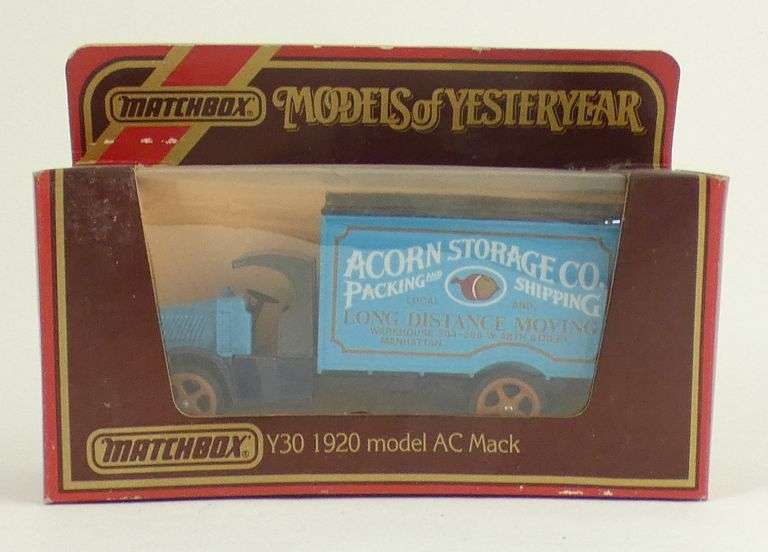 MATCHBOX®
MODELS of YESTERYEAR
ACORN STORAGE CO.
PACKING AND SHIPPING
LOCAL AND
LONG DISTANCE MOVING
WAREHOUSE
MANHATTAN
MATCHBOX®
Y30 1920 model AC Mack